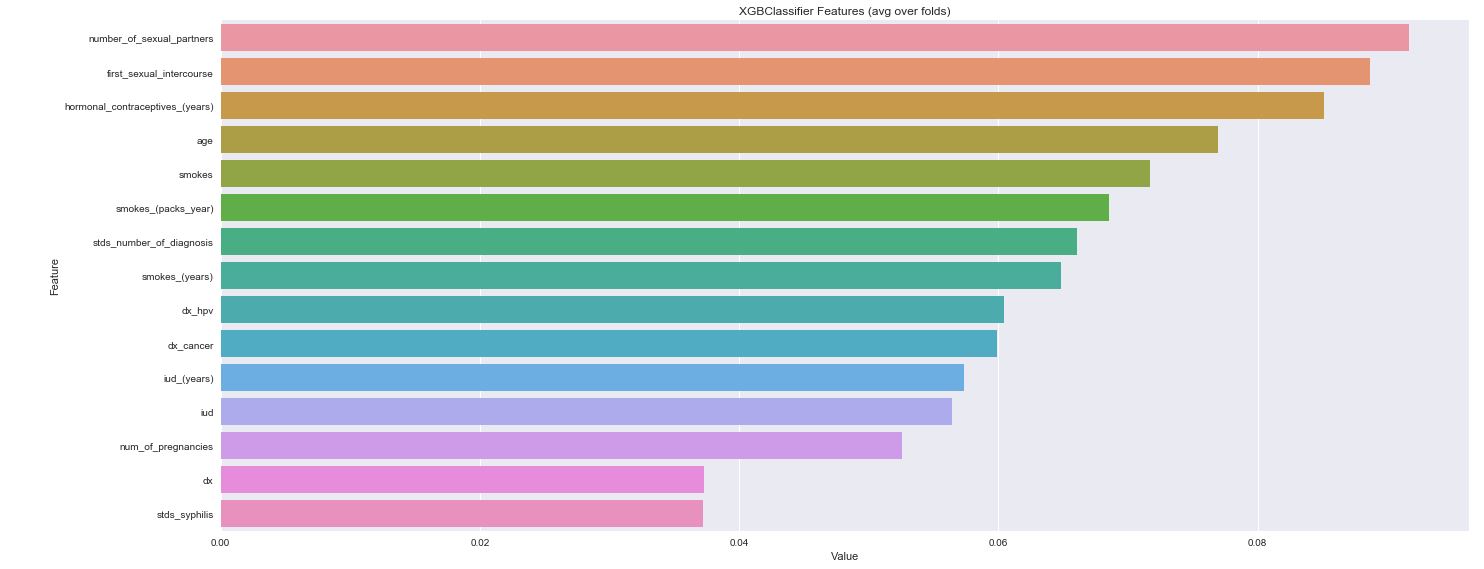 XGBClassifier Features (avg over folds)
number_of_sexual_partners
first_sexual_intercourse
hormonal_contraceptives_(years)
age
smokes
smokes_(packs_year)
stds_number_of_diagnosis
smokes_(years)
Feature
dx_hpv
dx_cancer
iud_(years)
iud
num_of_pregnancies
dx
stds_syphilis
0.00 0.02 0.04 0.06 0.08
Value